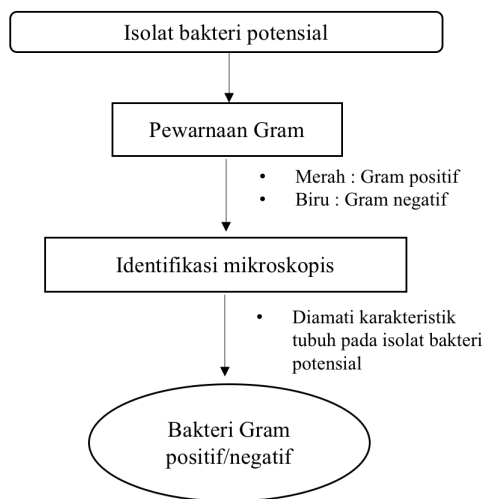 Isolat bakteri potensial
Pewarnaan Gram
• Merah : Gram positif
• Biru : Gram negatif
Identifikasi mikroskopis
• Diamati karakteristik
tubuh pada isolat bakteri
potensial
Bakteri Gram
positif/negatif